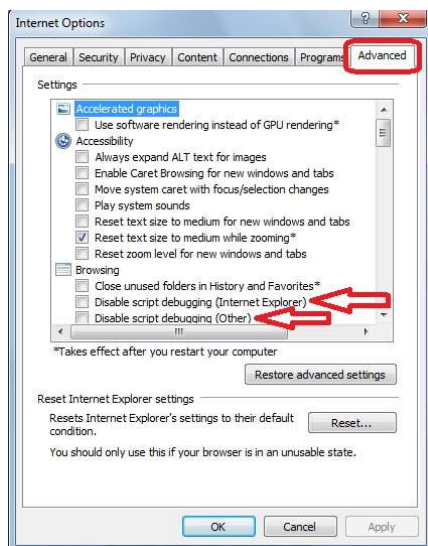 Internet Options
General Security Privacy Content Connections Programs Advanced
Settings
Accelerated graphics
Use software rendering instead of GPU rendering*
Accessibility
Always expand ALT text for images
Enable Caret Browsing for new windows and tabs
Move system caret with focus/selection changes
Play system sounds
Reset text size to medium for new windows and tabs
Reset text size to medium while zooming*
Reset zoom level for new windows and tabs
Browsing
Close unused folders in History and Favorites*
Disable script debugging (Internet Explorer)
Disable script debugging (Other)
*Takes effect after you restart your computer
Restore advanced settings
Reset Internet Explorer settings
Resets Internet Explorer's settings to their default
condition.
Reset...
You should only use this if your browser is in an unusable state.
OK Cancel Apply